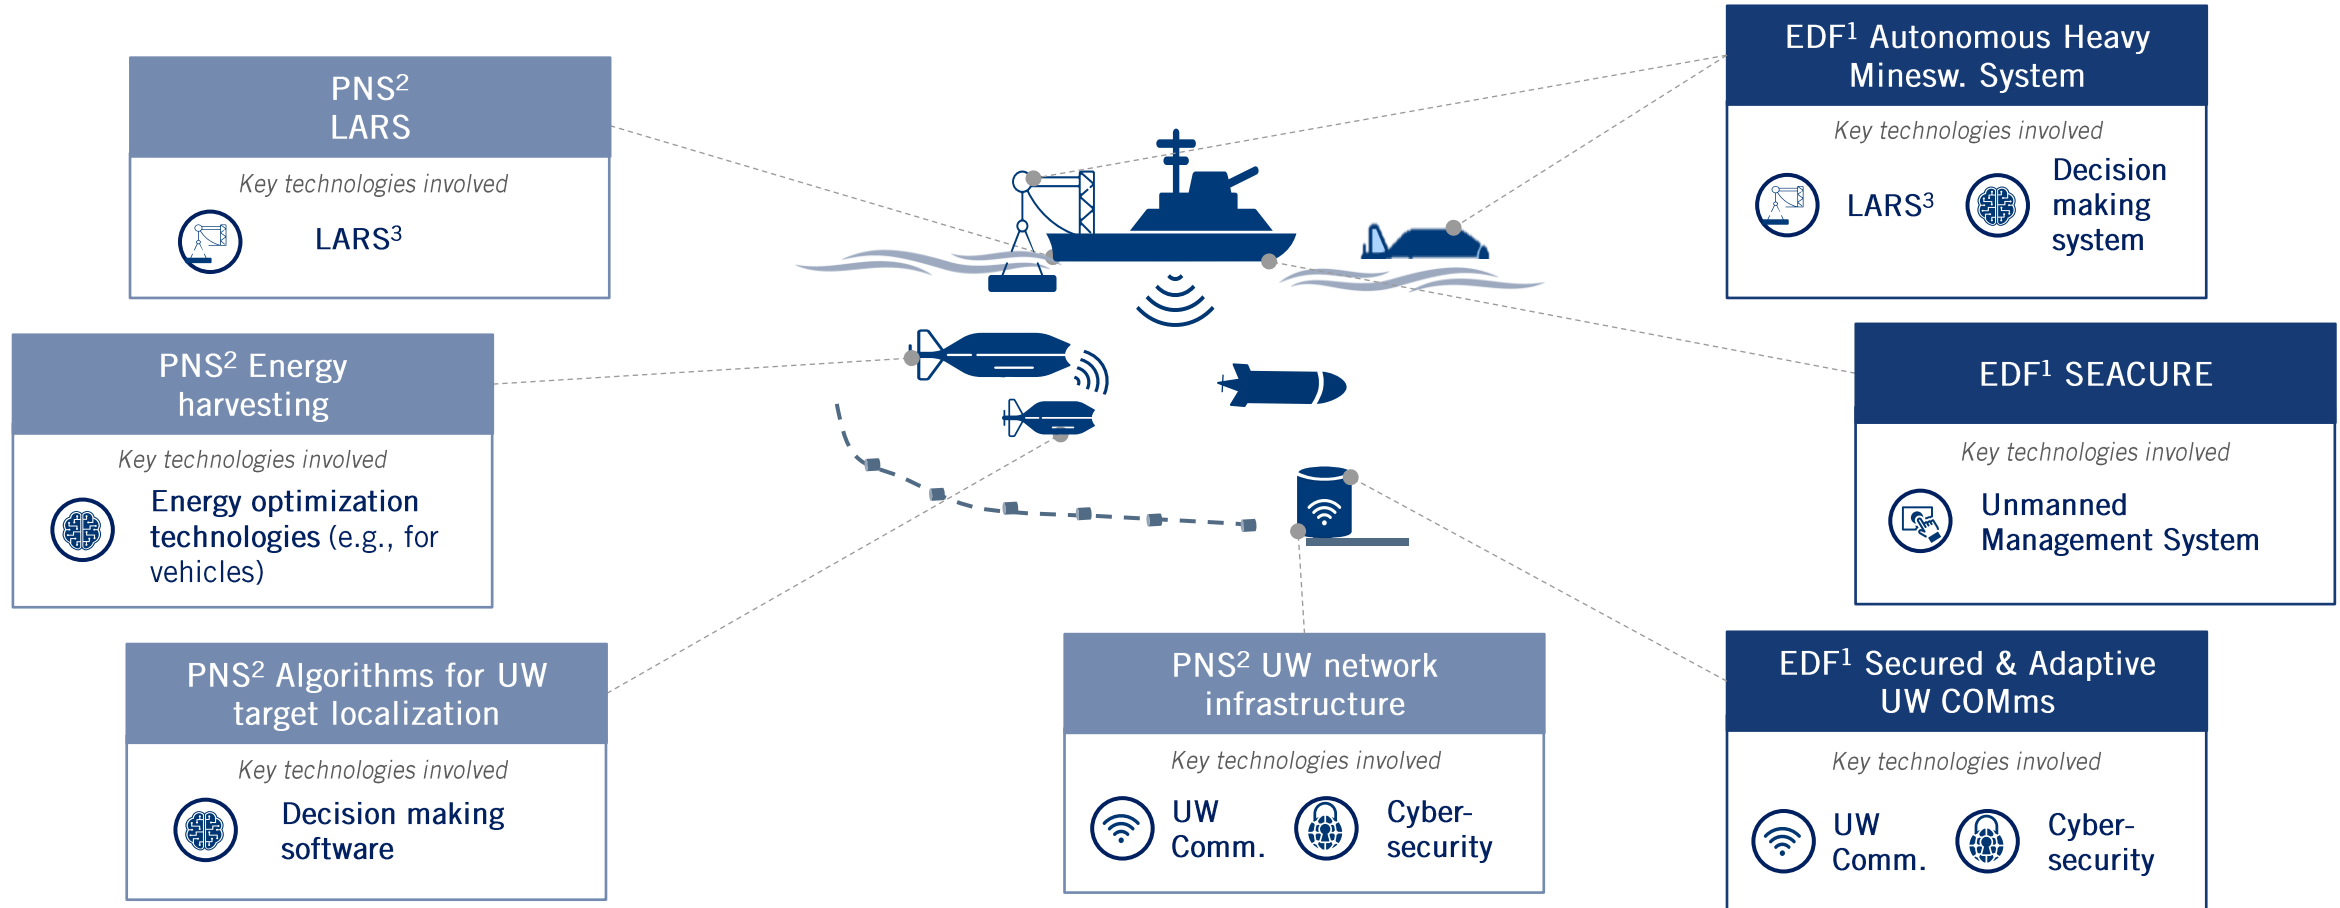 PNS²
LARS
Key technologies involved
LARS³
EDF¹ Autonomous Heavy
Minesw. System
Key technologies involved
LARS³
Decision
making
system
PNS² Energy
harvesting
Key technologies involved
Energy optimization
technologies (e.g., for
vehicles)
EDF¹ SEACURE
Key technologies involved
Unmanned
Management System
PNS² Algorithms for UW
target localization
Key technologies involved
Decision making
software
PNS² UW network
infrastructure
Key technologies involved
UW
Comm.
Cyber-
security
EDF¹ Secured & Adaptive
UW COMms
Key technologies involved
UW
Comm.
Cyber-
security